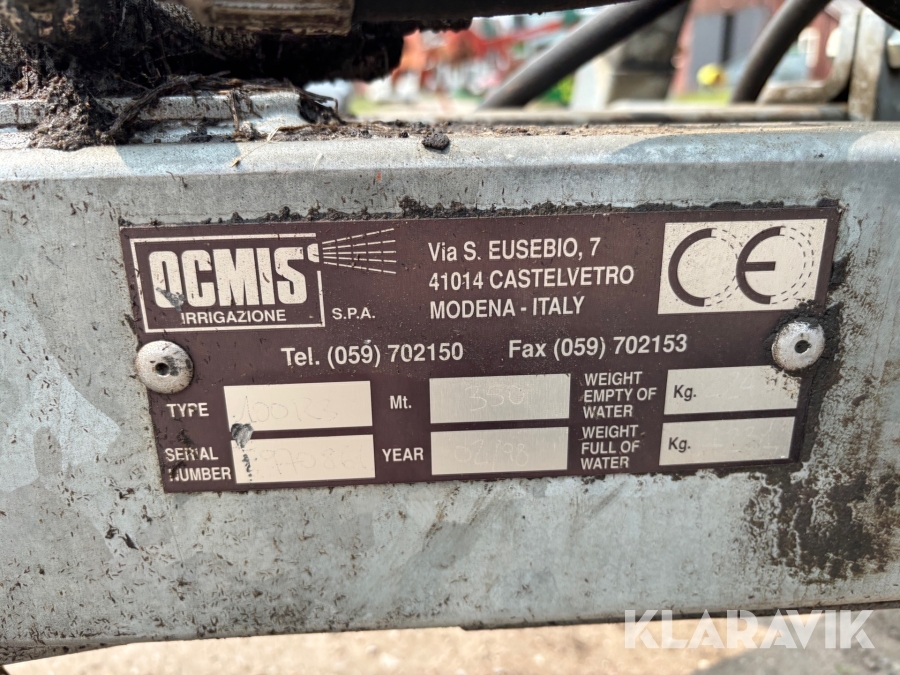 OCMIS
IRRIGAZIONE
S.P.A.
Via S. EUSEBIO, 7
41014 CASTELVETRO
MODENA - ITALY
CE
Tel. (059) 702150 Fax (059) 702153
TYPE
Mt. 350
WEIGHT
EMPTY OF
WATER
Kg.
SERIAL
NUMBER
YEAR
WEIGHT
FULL OF
WATER
Kg.
KLARAVIK